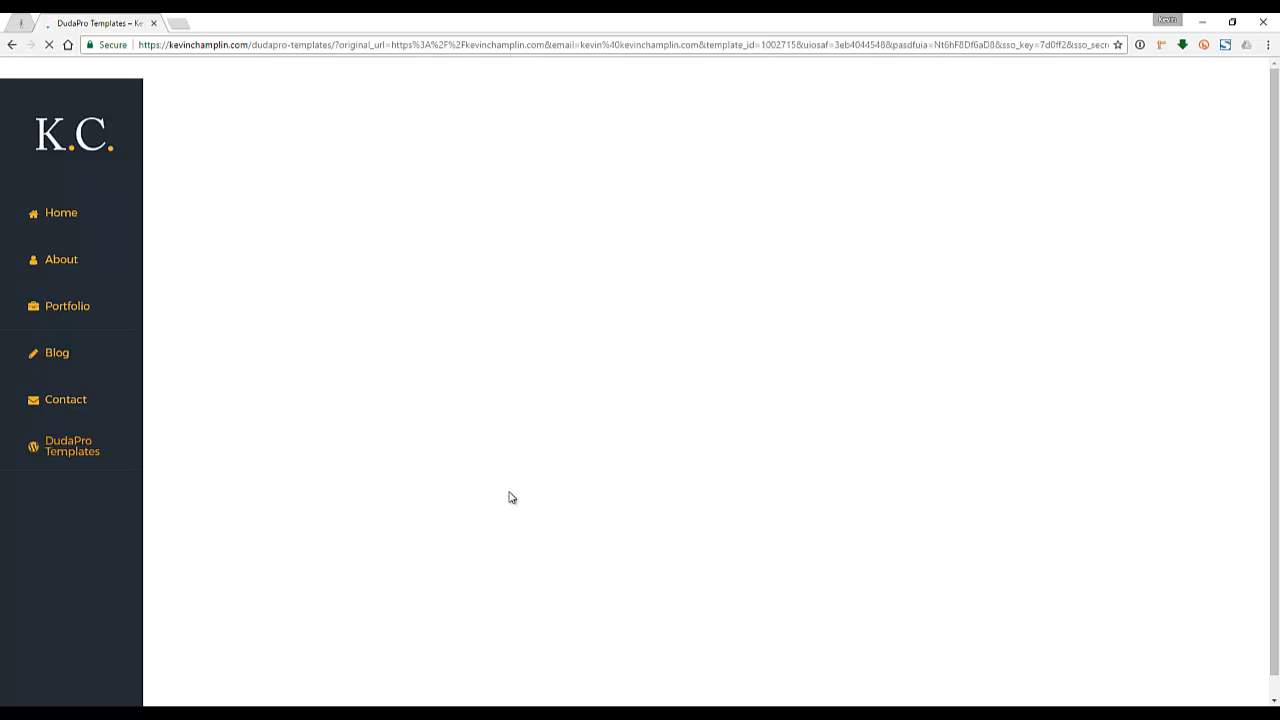 DudaPro Templates – Ke
Kevin
Secure
https://kevinchamplin.com/dudapro-templates/?original_url=https%3A%2F%2Fkevinchamplin.com&email=kevin%40kevinchamplin.com&template_id=1002715&uiosaf=3eb4044548&pasdfuia=Nt6hF8Df6aD8&sso_key=7d0ff2&sso_secr
K.C.
Home
About
Portfolio
Blog
Contact
DudaPro
Templates